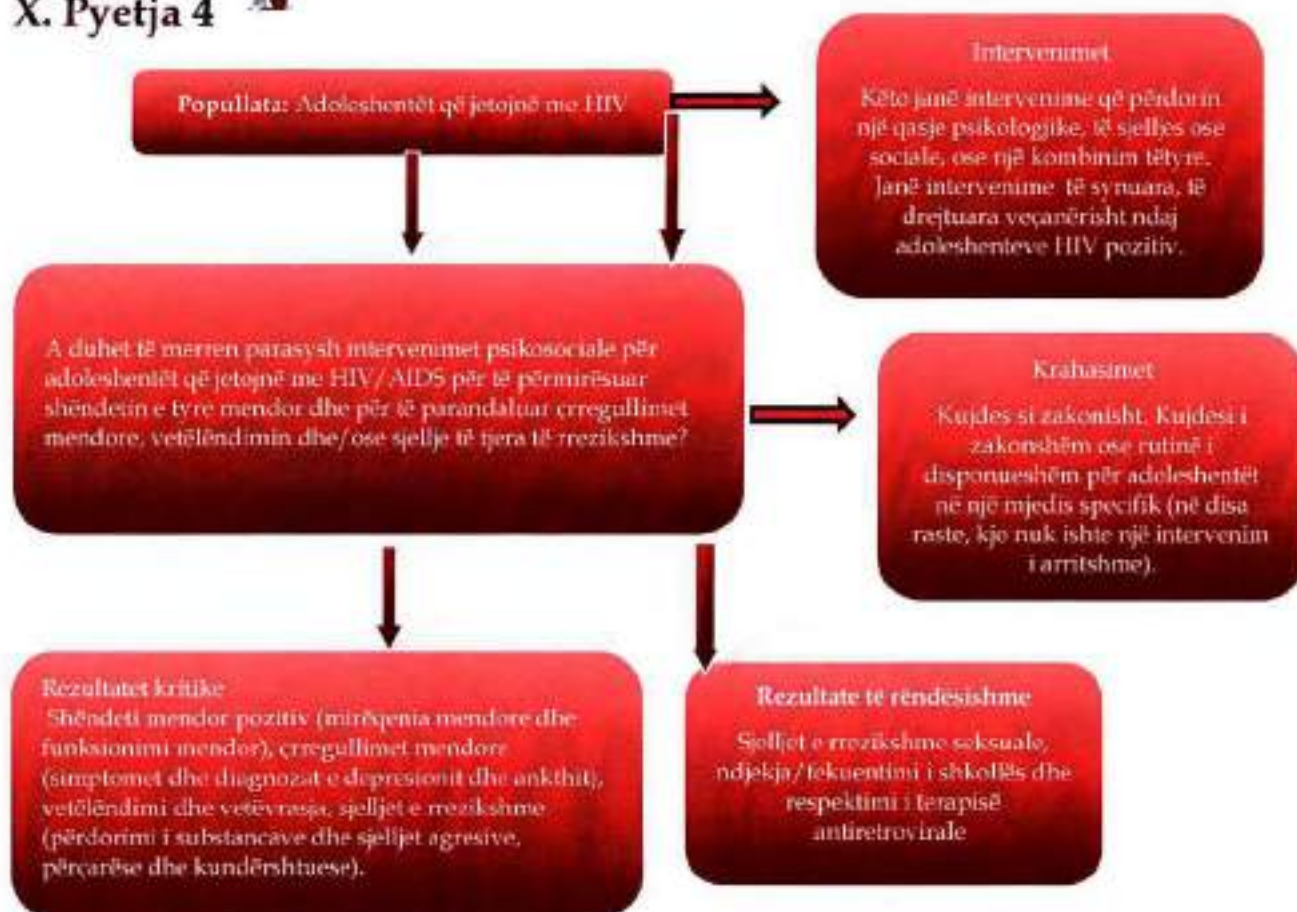 X. Pyetja 4
Popullata: Adoleshentët që jetojnë me HIV
Intervenimet
Këto janë intervenime që përdorin
një qasje psikologjike, të sjelljes ose
sociale, ose një kombinim tëtyre.
Janë intervenime të synuara, të
drejtuara veçanërisht ndaj
adoleshenteve HIV pozitiv.
A duhet të merren parasysh intervenimet psikosociale për
adoleshentët që jetojnë me HIV/AIDS për të përmirësuar
shëndetin e tyre mendor dhe për të parandaluar çrregullimet
mendore, vetëlëndimin dhe/ose sjellje të tjera të rrezikshme?
Krahasimet
Kujdes si zakonisht. Kujdesi i
zakonshëm ose rutinë i
disponueshëm për adoleshentët
në një mjedis specifik (në disa
raste, kjo nuk ishte një intervenim
i arritshme).
Rezultatet kritike
Shëndeti mendor pozitiv (mirëqenia mendore dhe
funksionimi mendor), çrregullimet mendore
(simptomet dhe diagnozat e depresionit dhe ankthit),
vetëlëndimi dhe vetëvrasja, sjelljet e rrezikshme
(përdorimi i substancave dhe sjelljet agresive,
përçarëse dhe kundërshtuese).
Rezultate të rëndësishme
Sjelljet e rrezikshme seksuale,
ndjekja/fekuentimi i shkollës dhe
respektimi i terapisë
antiretrovirale